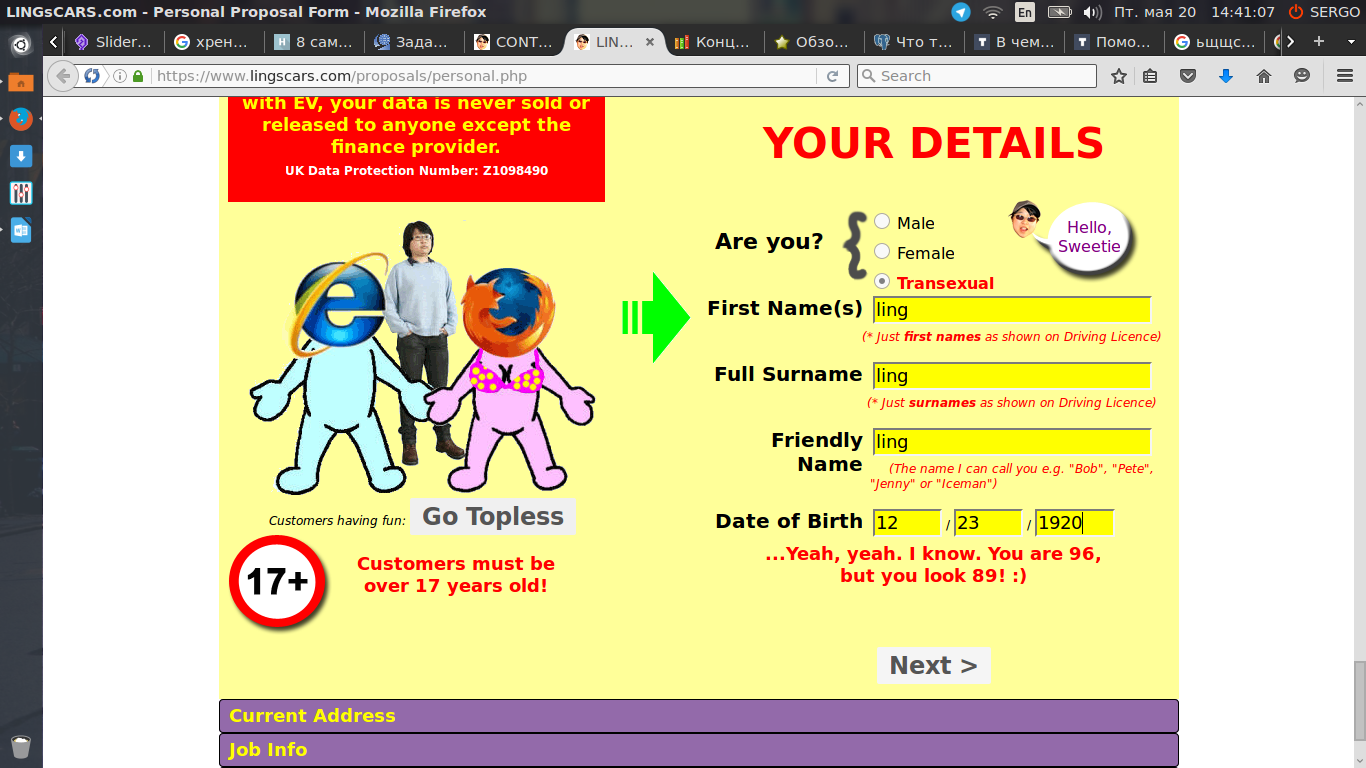 LINGsCARS.com - Personal Proposal Form - Mozilla Firefox
En
Пт. мая 20
14:41:07
SERGO
Slider...
хрен...
8 сам...
Зада...
CONT...
LIN...
Конц...
Обзо...
Что т...
В чем...
Помо...
ьщщс...
https://www.lingscars.com/proposals/personal.php
Search
with EV, your data is never sold or
released to anyone except the
finance provider.
UK Data Protection Number: Z1098490
Customers having fun:
Go Topless
17+
Customers must be
over 17 years old!
YOUR DETAILS
Are you?
Male
Female
Transexual
Hello,
Sweetie
First Name(s)
ling
(* Just first names as shown on Driving Licence)
Full Surname
ling
(* Just surnames as shown on Driving Licence)
Friendly
Name
ling
(The name I can call you e.g. "Bob", "Pete",
"Jenny" or "Iceman")
Date of Birth
12 / 23 / 1920
...Yeah, yeah. I know. You are 96,
but you look 89! :)
Next >
Current Address
Job Info